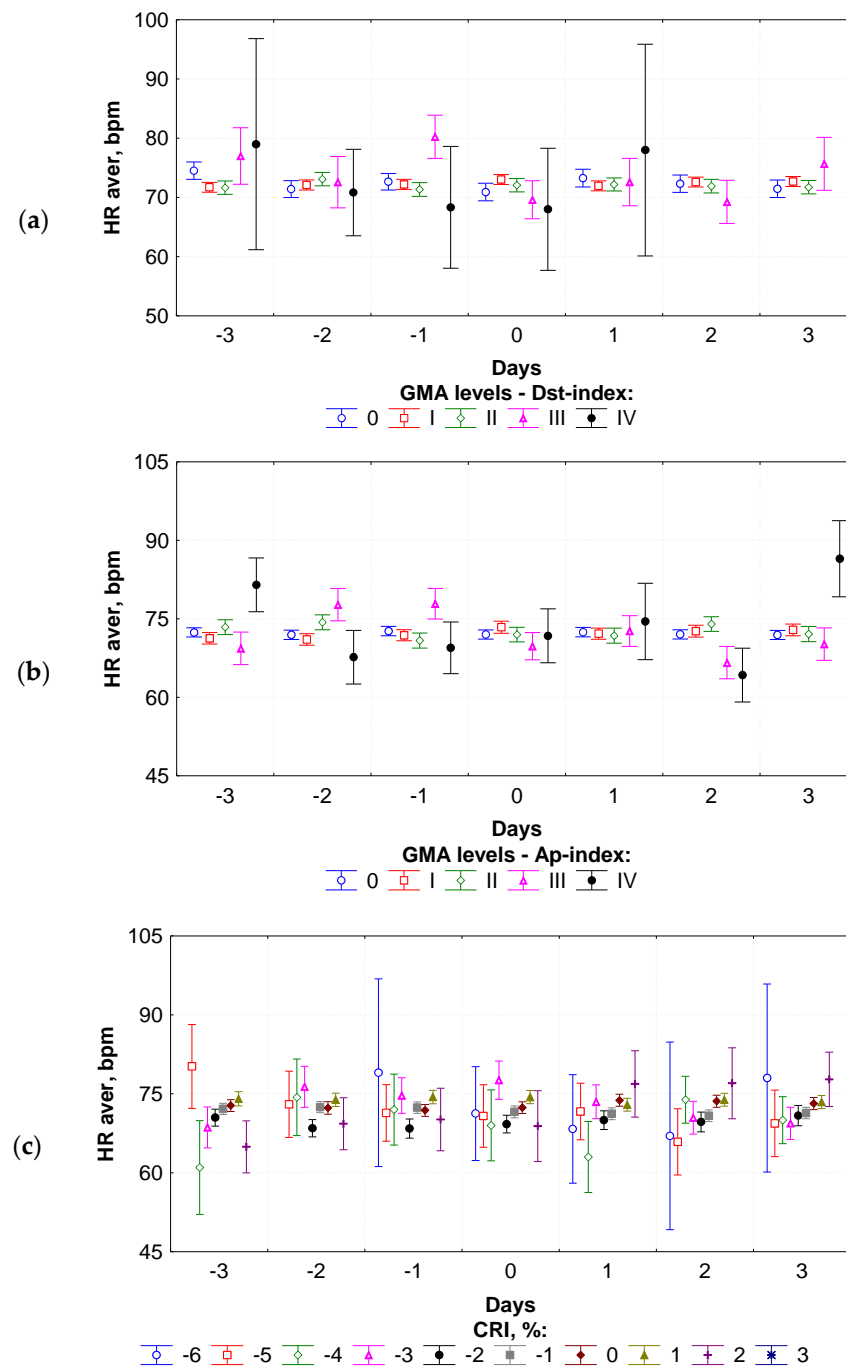 100
90
80
70
60
50
HR aver, bpm
(a)
-3 -2 -1 0 1 2 3
Days
GMA levels - Dst-index:
0 I II III IV
105
90
75
60
45
HR aver, bpm
(b)
-3 -2 -1 0 1 2 3
Days
GMA levels - Ap-index:
0 I II III IV
105
90
75
60
45
HR aver, bpm
(c)
-3 -2 -1 0 1 2 3
Days
CRI, %:
-6 -5 -4 -3 -2 -1 0 1 2 3